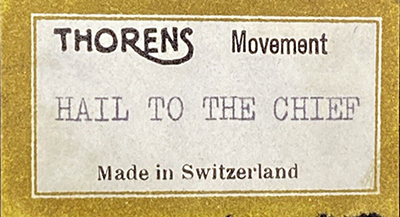 THORENS Movement
HAIL TO THE CHIEF
Made in Switzerland